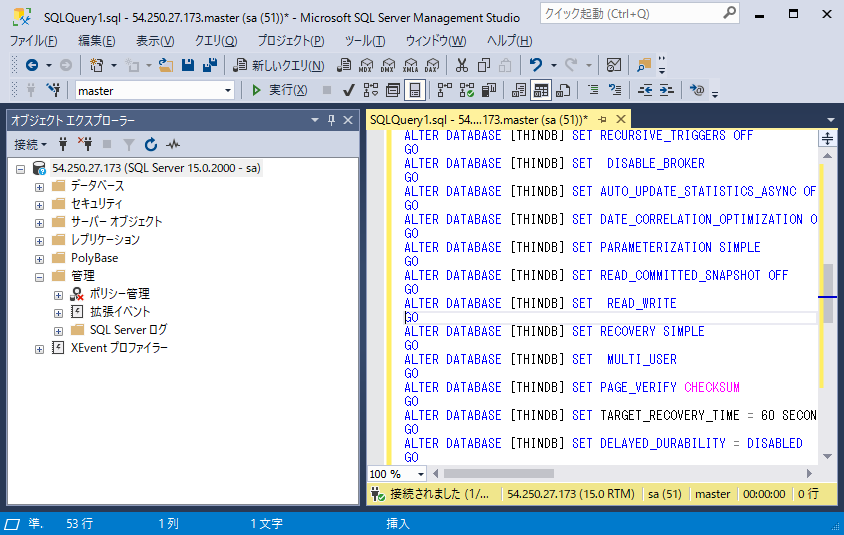 SQLQuery1.sql - 54.250.27.173.master (sa (51))* - Microsoft SQL Server Management Studio
クイック起動 (Ctrl+Q)
ファイル(F) 編集(E) 表示(V) クエリ(Q) プロジェクト(P) ツール(T) ウィンドウ(W) ヘルプ(H)
新しいクエリ(N) MDX DMX XMLA DAX
master 実行(X)
オブジェクト エクスプローラー
接続
54.250.27.173 (SQL Server 15.0.2000 - sa)
データベース
セキュリティ
サーバー オブジェクト
レプリケーション
PolyBase
管理
ポリシー管理
拡張イベント
SQL Server ログ
XEvent プロファイラー
SQLQuery1.sql - 54....173.master (sa (51))*
ALTER DATABASE [THINDB] SET RECURSIVE_TRIGGERS OFF
GO
ALTER DATABASE [THINDB] SET  DISABLE_BROKER
GO
ALTER DATABASE [THINDB] SET AUTO_UPDATE_STATISTICS_ASYNC OF
GO
ALTER DATABASE [THINDB] SET DATE_CORRELATION_OPTIMIZATION O
GO
ALTER DATABASE [THINDB] SET PARAMETERIZATION SIMPLE
GO
ALTER DATABASE [THINDB] SET READ_COMMITTED_SNAPSHOT OFF
GO
ALTER DATABASE [THINDB] SET  READ_WRITE
GO
ALTER DATABASE [THINDB] SET RECOVERY SIMPLE
GO
ALTER DATABASE [THINDB] SET  MULTI_USER
GO
ALTER DATABASE [THINDB] SET PAGE_VERIFY CHECKSUM
GO
ALTER DATABASE [THINDB] SET TARGET_RECOVERY_TIME = 60 SECON
GO
ALTER DATABASE [THINDB] SET DELAYED_DURABILITY = DISABLED
GO
100 %
接続されました (1/... 54.250.27.173 (15.0 RTM) sa (51) master 00:00:00 0 行
準. 53 行 1 列 1 文字 挿入